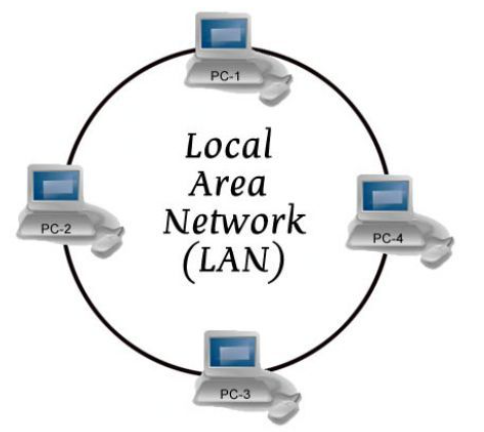 PC-1
Local
Area
Network
(LAN)
PC-2
PC-4
PC-3